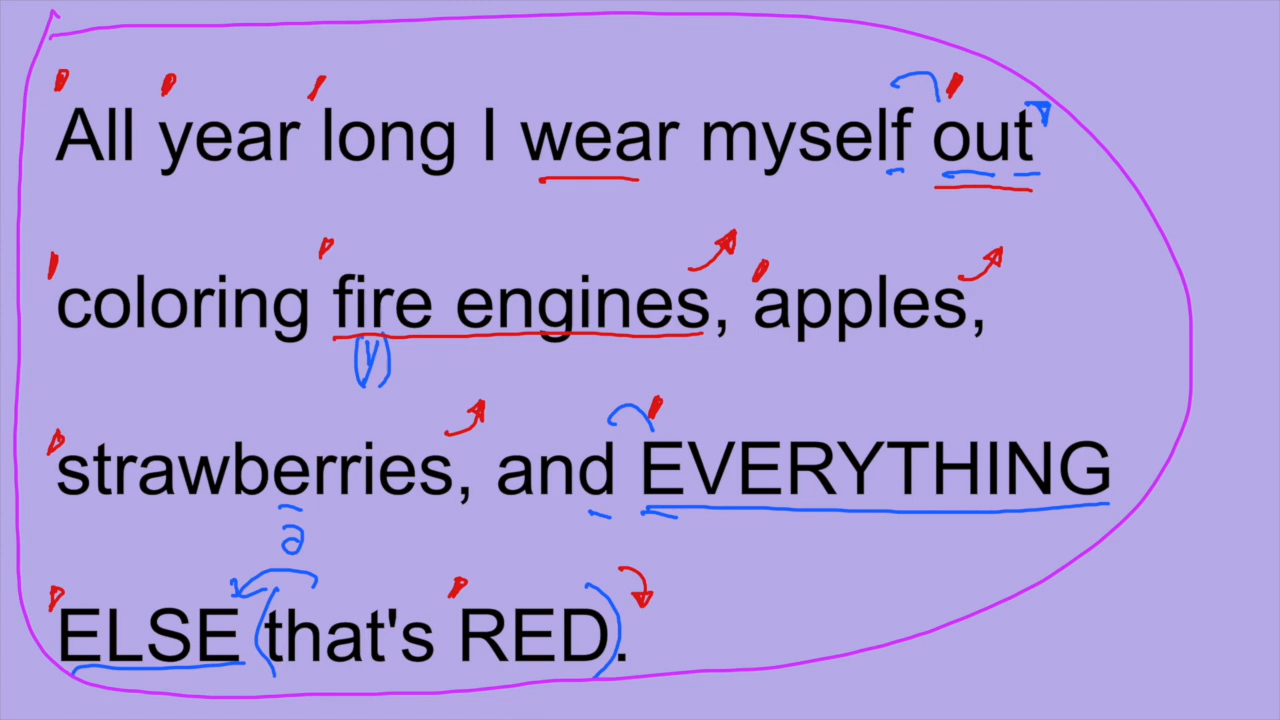 All year long I wear myself out
coloring fire engines, apples,
(y)
strawberries, and EVERYTHING
a
ELSE (that's RED).